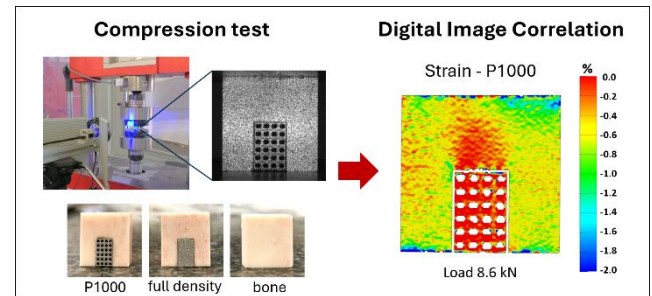 Compression test
Digital Image Correlation
Strain - P1000
%
0.0
-0.2
-0.4
-0.6
-0.8
-1.0
-1.2
-1.4
-1.6
-1.8
-2.0
P1000
full density
bone
Load 8.6 kN